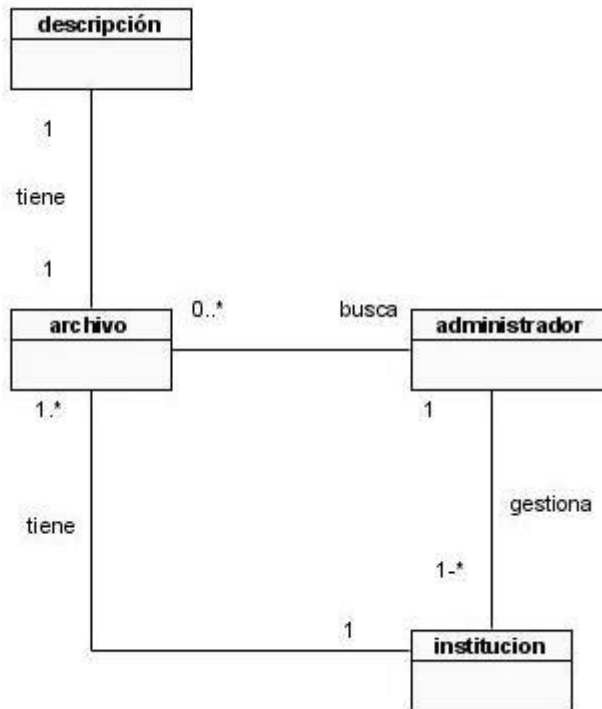 descripción
1
tiene
1
0..*
busca
archivo
administrador
1.*
1
gestiona
tiene
1-*
1
institucion